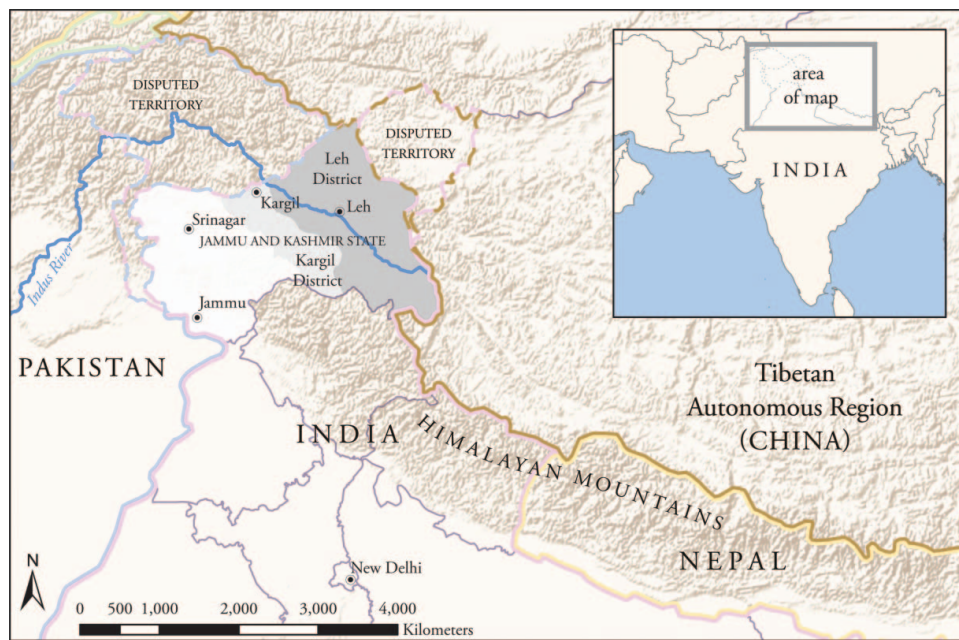 DISPUTED
TERRITORY
DISPUTED
TERRITORY
area
of map
INDIA
Leh
District
Kargil
Leh
Srinagar
JAMMU AND KASHMIR STATE
Kargil
District
Indus River
Jammu
PAKISTAN
Tibetan
Autonomous Region
(CHINA)
INDIA
HIMALAYAN MOUNTAINS
NEPAL
N
New Delhi
0 500 1,000 2,000 3,000 4,000
Kilometers